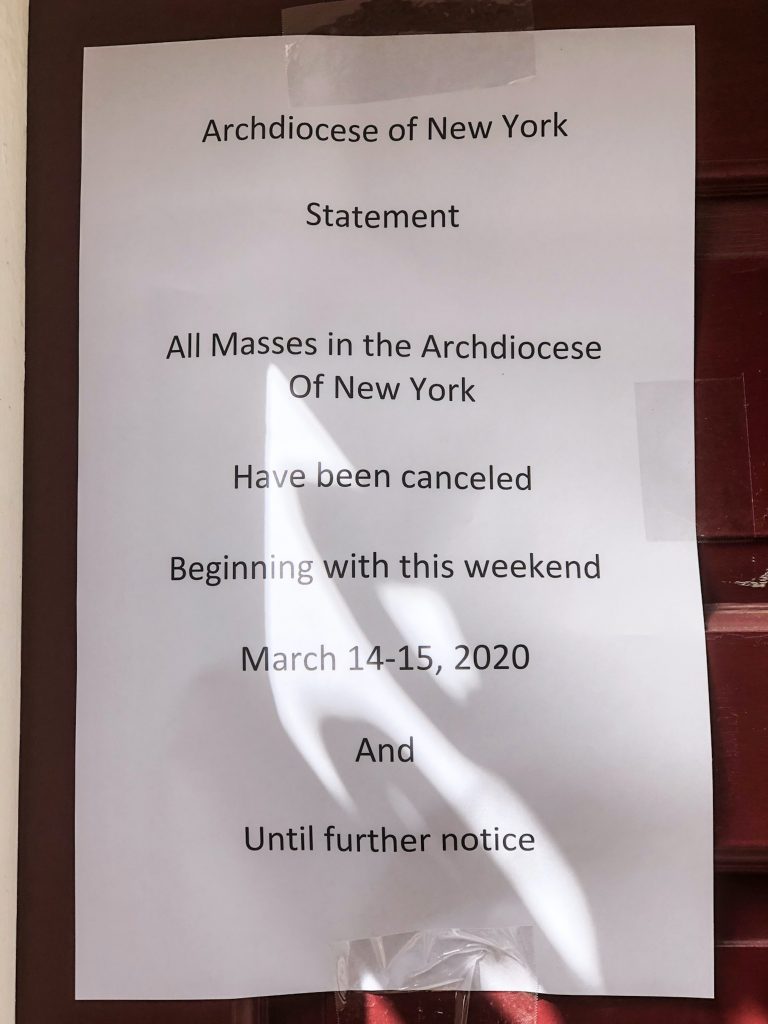 Archdiocese of New York
Statement
All Masses in the Archdiocese
Of New York
Have been canceled
Beginning with this weekend
March 14-15, 2020
And
Until further notice